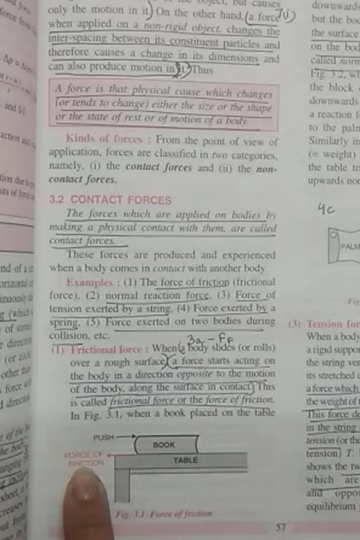 only the motion in it. On the other hand, (a force
when applied on a non-rigid object, changes the
inter-spacing between its constituent particles and
therefore causes a change in its dimensions and
can also produce motion in it. Thus
A force is that physical cause which changes
(or tends to change) either the size or the shape
or the state of rest or of motion of a body.
Kinds of forces : From the point of view of
application, forces are classified in two categories,
namely, (i) the contact forces and (ii) the non-
contact forces.
3.2 CONTACT FORCES
The forces which are applied on bodies by
making a physical contact with them, are called
contact forces.
These forces are produced and experienced
when a body comes in contact with another body.
Examples : (1) The force of friction (frictional
force), (2) normal reaction force, (3) Force of
tension exerted by a string, (4) Force exerted by a
spring, (5) Force exerted on two bodies during
collision, etc.
(1) Frictional force : When a body slides (or rolls)
over a rough surface, a force starts acting on
the body in a direction opposite to the motion
of the body, along the surface in contact. This
is called frictional force or the force of friction.
In Fig. 3.1, when a book placed on the table
PUSH
BOOK
TABLE
FORCE OF
FRICTION
Fig. 3.1 Force of friction
57
downwards
but the bo
the surface
on the bo
called norm
Fig. 3.2,
the block
downwards
a reaction f
to the palm
Similarly in
(= weight)
the table to
upwards nor
4c
PALM
(3) Tension for
When a body
a rigid suppor
the string ver
its stretched c
a force which
the weight of t
This force de
in the string
tension (or the
tension) T.
shows the tw
which are
and oppos
equilibrium